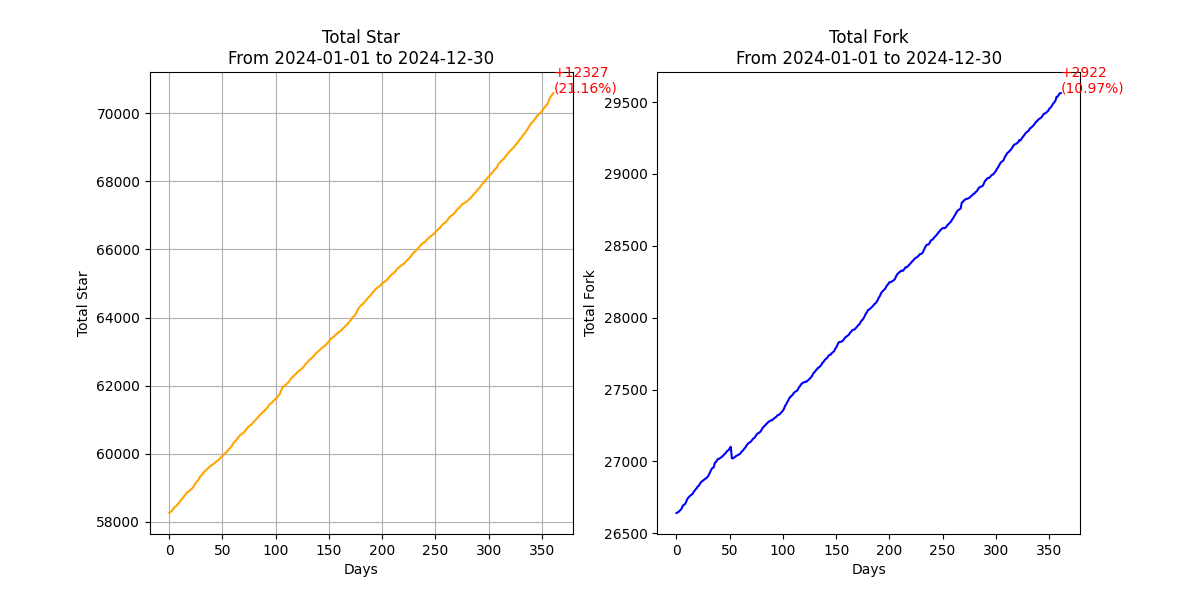 Total Star
From 2024-01-01 to 2024-12-30
+12327
(21.16%)
70000
68000
66000
64000
62000
60000
58000
Total Star
0 50 100 150 200 250 300 350
Days
Total Fork
From 2024-01-01 to 2024-12-30
+2922
(10.97%)
29500
29000
28500
28000
27500
27000
26500
Total Fork
0 50 100 150 200 250 300 350
Days